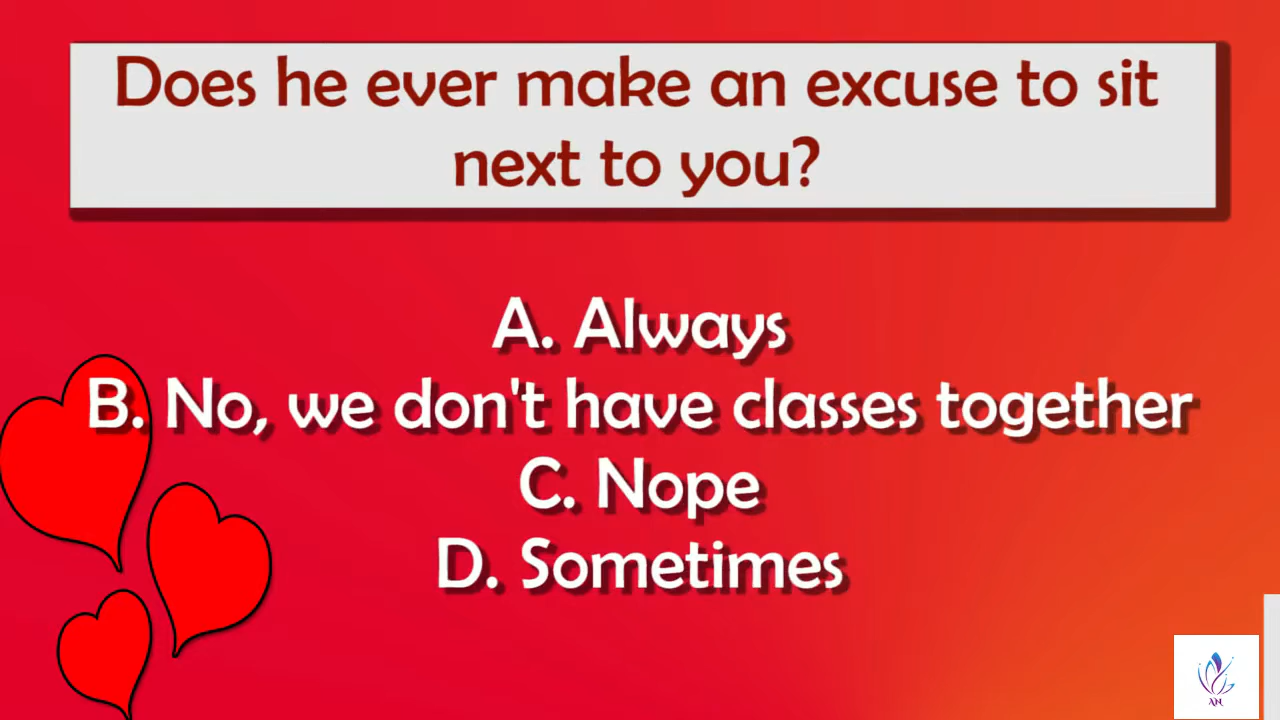 Does he ever make an excuse to sit
next to you?
A. Always
B. No, we don't have classes together
C. Nope
D. Sometimes
AN